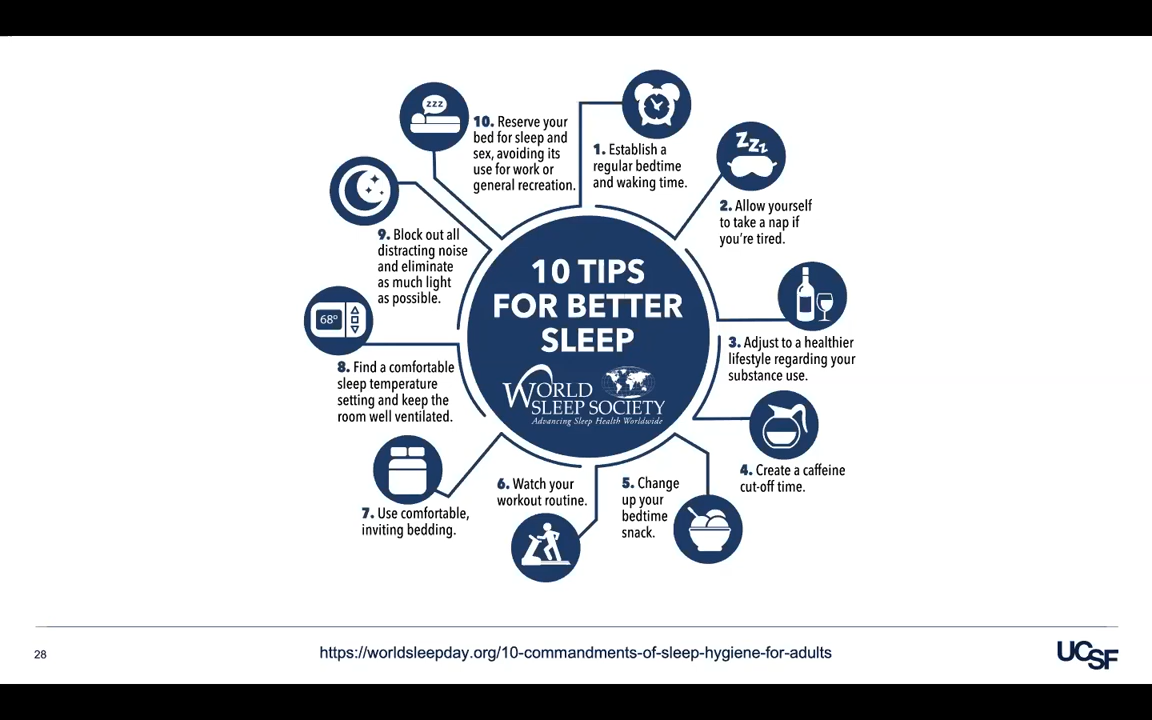 10 TIPS
FOR BETTER
SLEEP
WORLD
SLEEP SOCIETY
Advancing Sleep Health Worldwide
1. Establish a
regular bedtime
and waking time.
zzz
2. Allow yourself
to take a nap if
you're tired.
3. Adjust to a healthier
lifestyle regarding your
substance use.
4. Create a caffeine
cut-off time.
5. Change
up your
bedtime
snack.
6. Watch your
workout routine.
7. Use comfortable,
inviting bedding.
68º
8. Find a comfortable
sleep temperature
setting and keep the
room well ventilated.
9. Block out all
distracting noise
and eliminate
as much light
as possible.
zzz
10. Reserve your
bed for sleep and
sex, avoiding its
use for work or
general recreation.
28
https://worldsleepday.org/10-commandments-of-sleep-hygiene-for-adults
UCSF